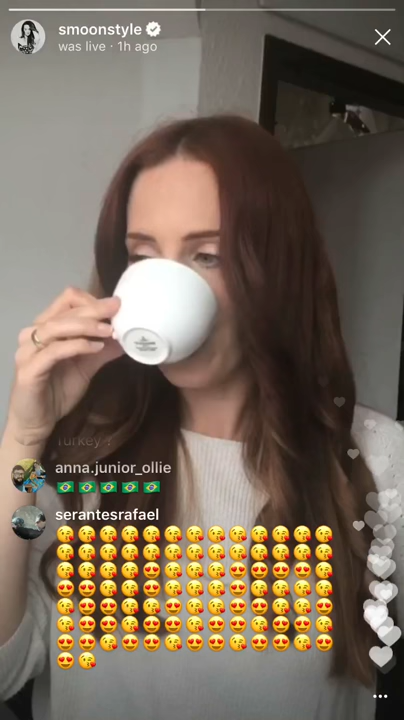 smoonstyle
was live · 1h ago
Turkey ?
anna.junior_ollie
🇧🇷 🇧🇷 🇧🇷 🇧🇷 🇧🇷
serantesrafael